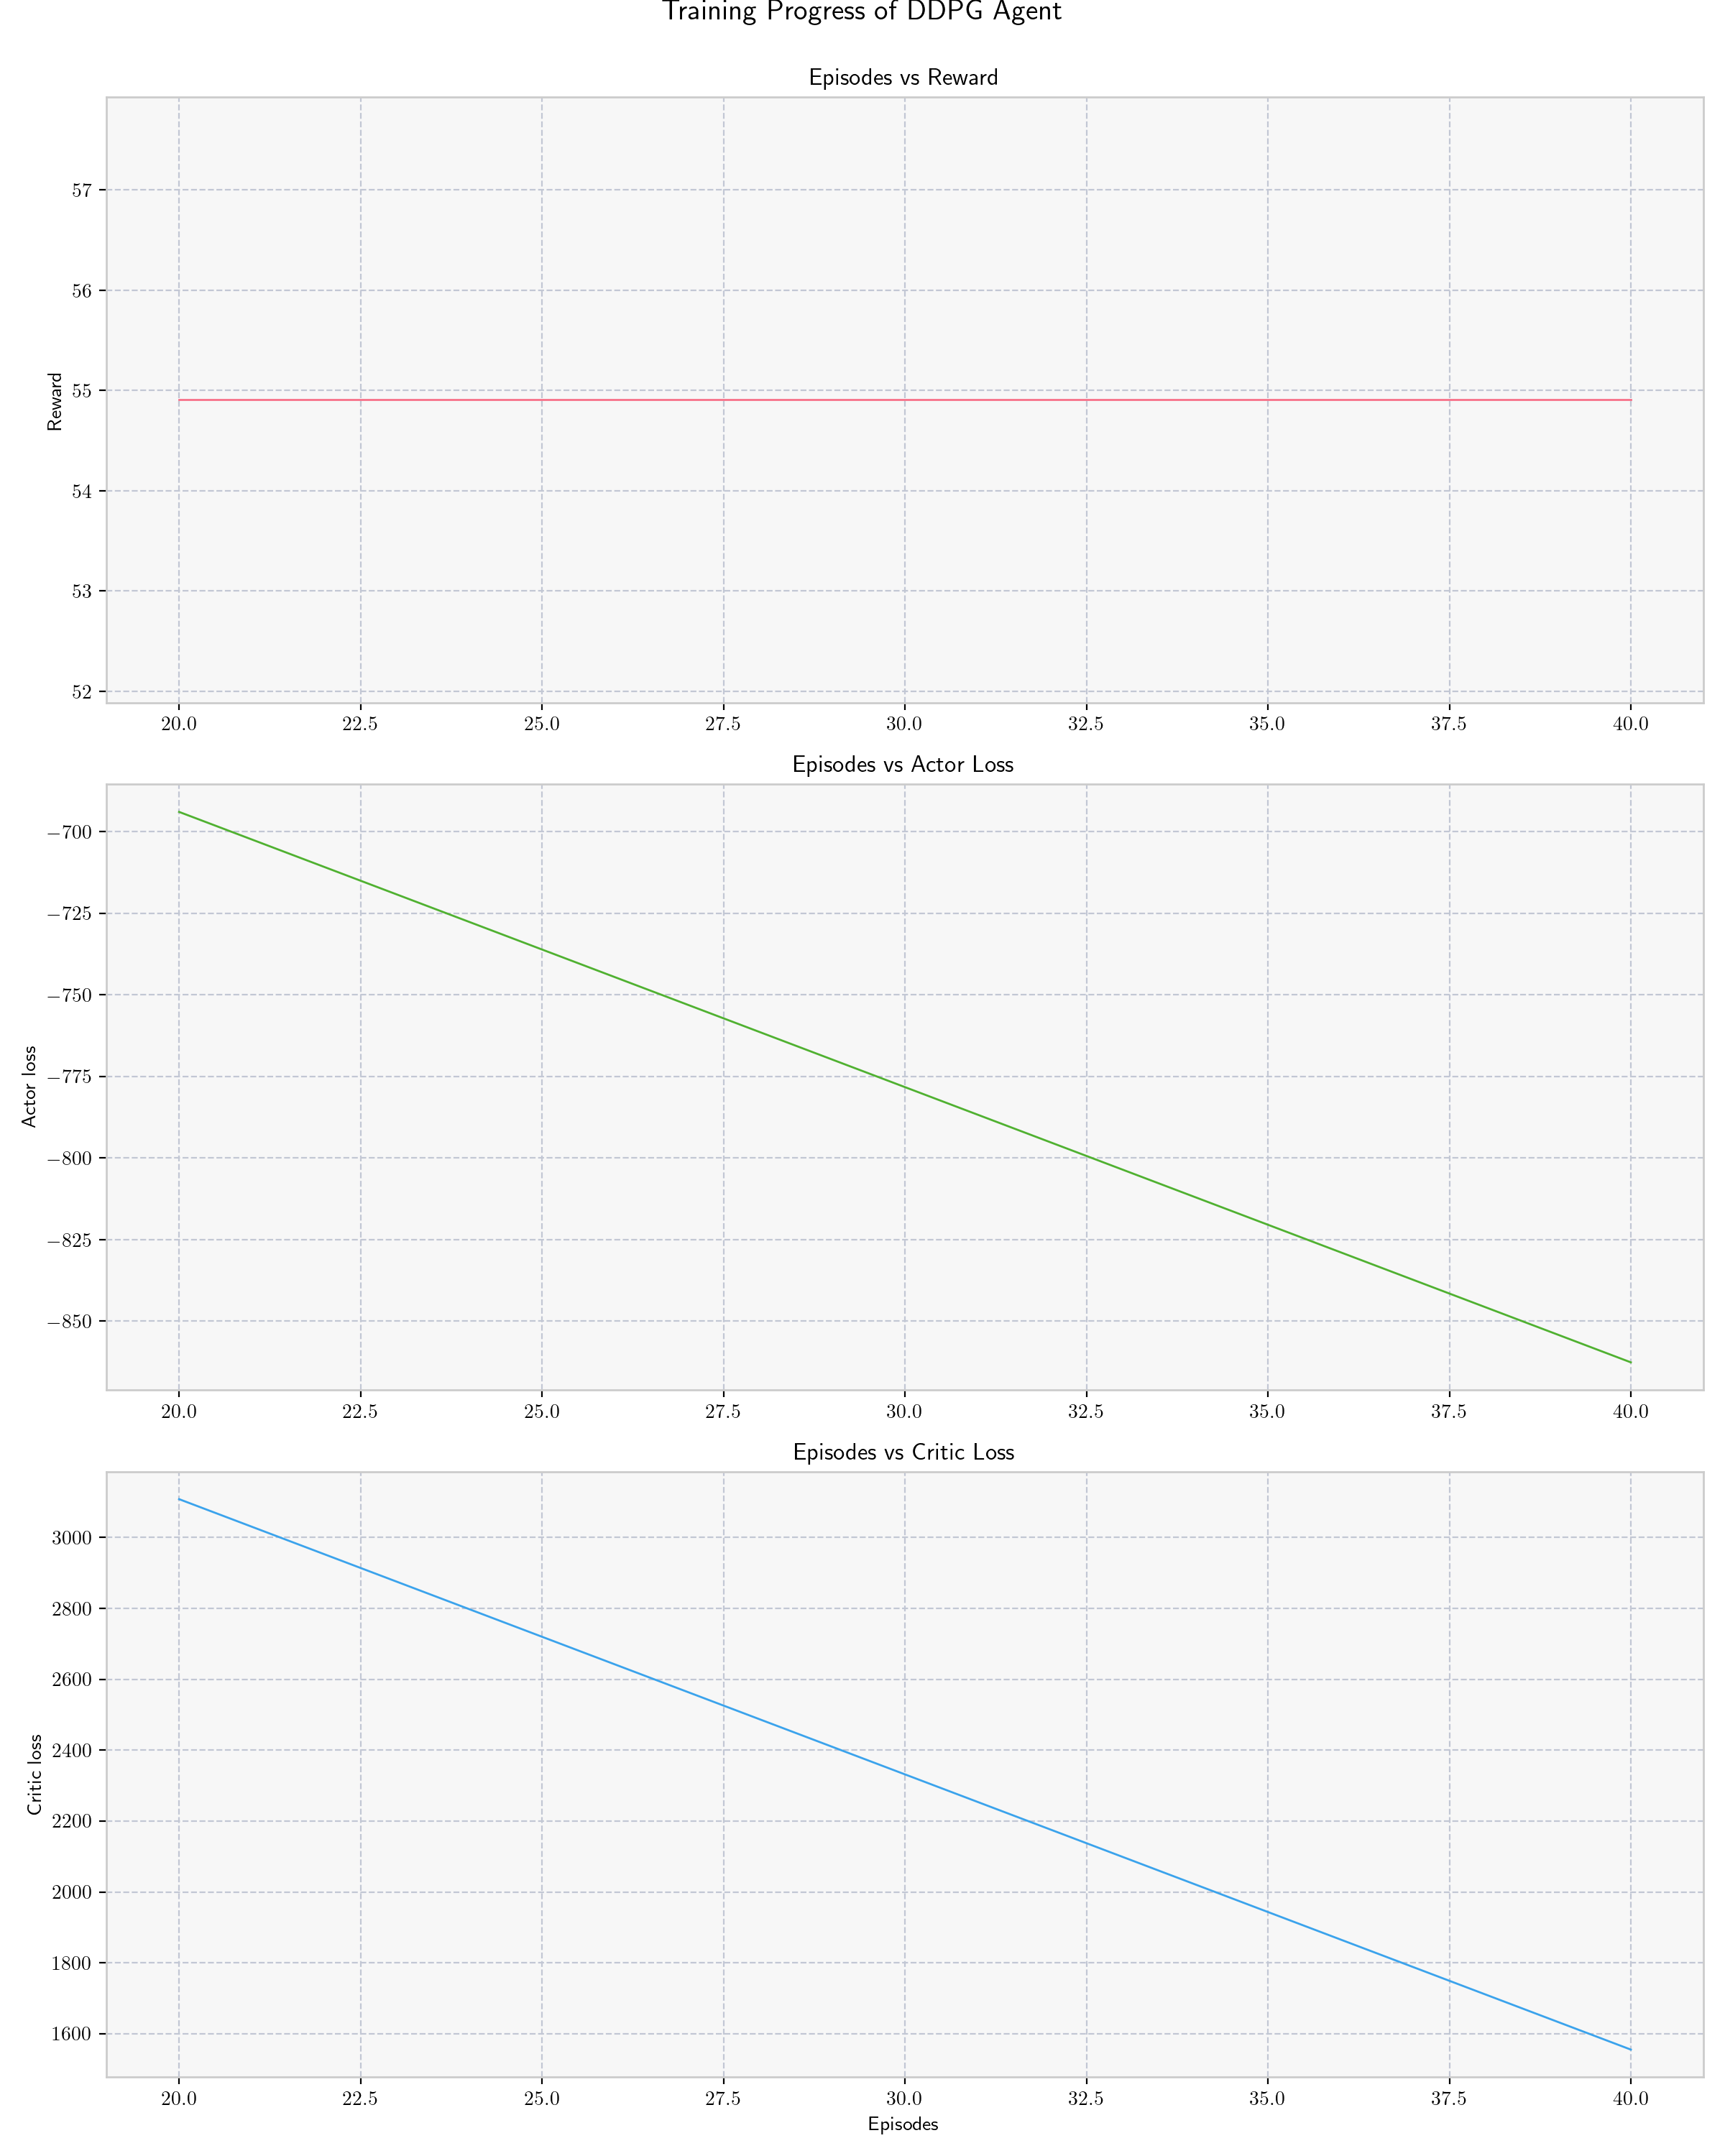 Training Progress of DDPG Agent
Episodes vs Reward
57
56
55
54
53
52
Reward
20.0 22.5 25.0 27.5 30.0 32.5 35.0 37.5 40.0
Episodes vs Actor Loss
−700
−725
−750
−775
−800
−825
−850
Actor loss
20.0 22.5 25.0 27.5 30.0 32.5 35.0 37.5 40.0
Episodes vs Critic Loss
3000
2800
2600
2400
2200
2000
1800
1600
Critic loss
20.0 22.5 25.0 27.5 30.0 32.5 35.0 37.5 40.0
Episodes